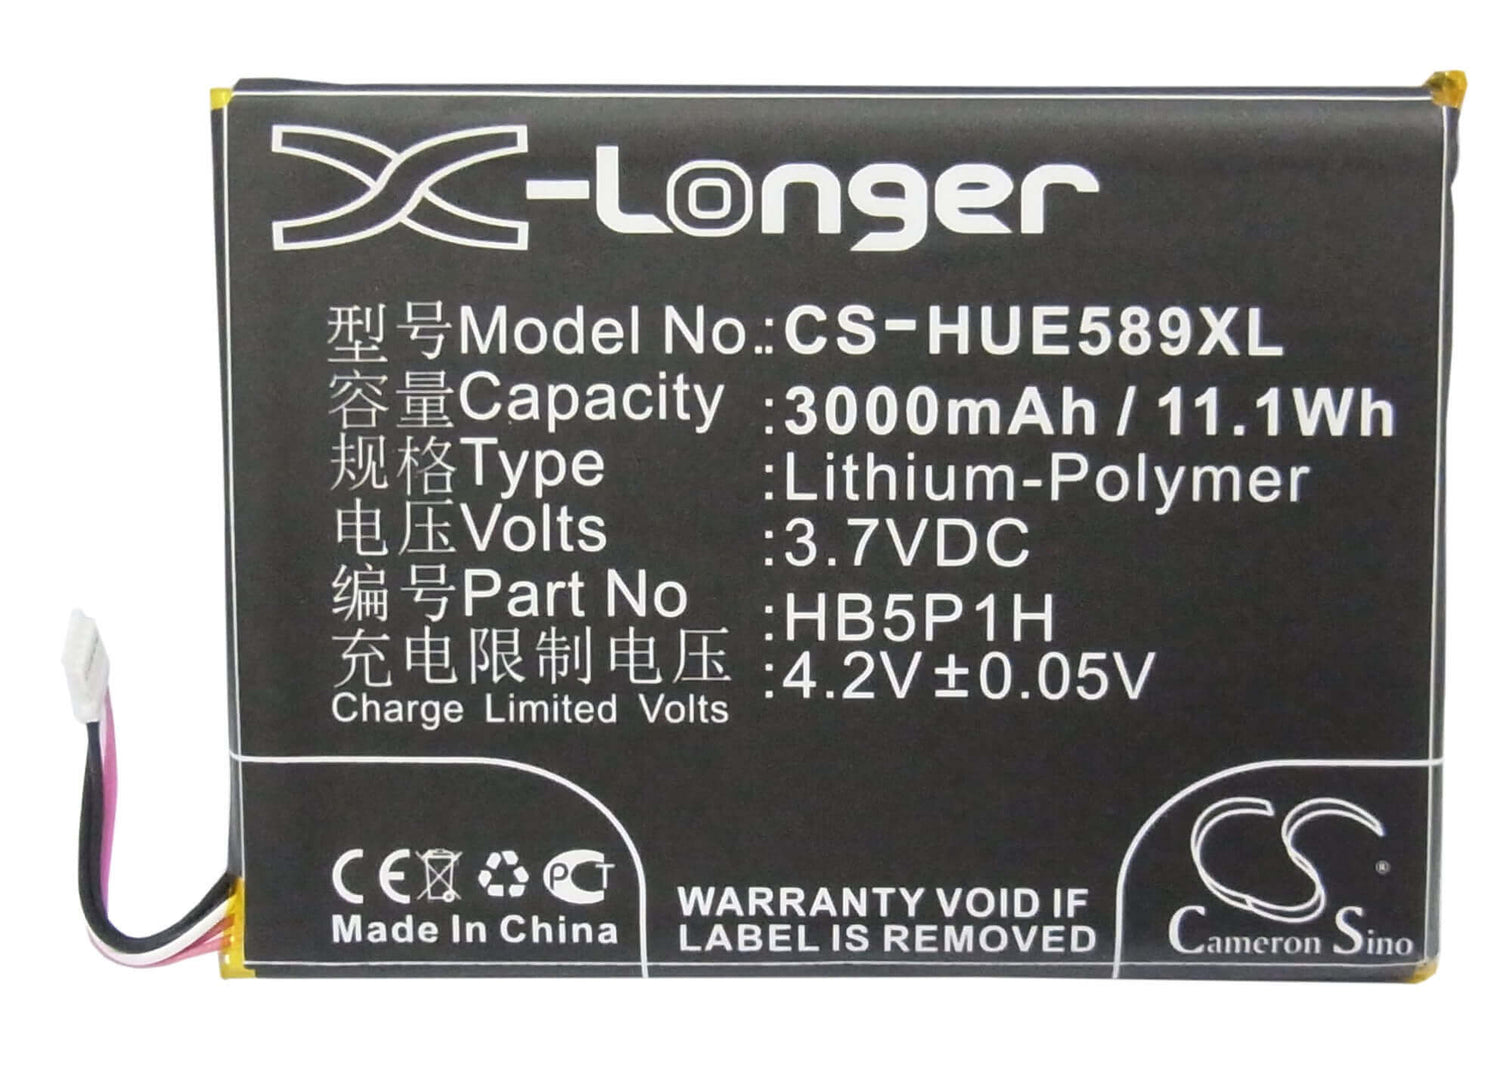 X-Longer
型号Model No.: CS-HUE589XL
容量Capacity :3000mAh / 11.1Wh
规格Type :Lithium-Polymer
电压Volts :3.7VDC
编号Part No :HB5P1H
充电限制电压 :4.2V±0.05V
Charge Limited Volts
CE PCT
Made In China
WARRANTY VOID IF
LABEL IS REMOVED
CS ®
Cameron Sino